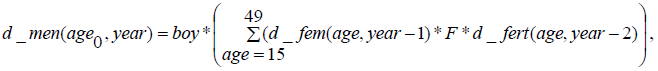 d_men(age₀, year) = boy * ( 49 Σ age = 15 (d_fem(age, year − 1) * F * d_fert(age, year − 2) ),